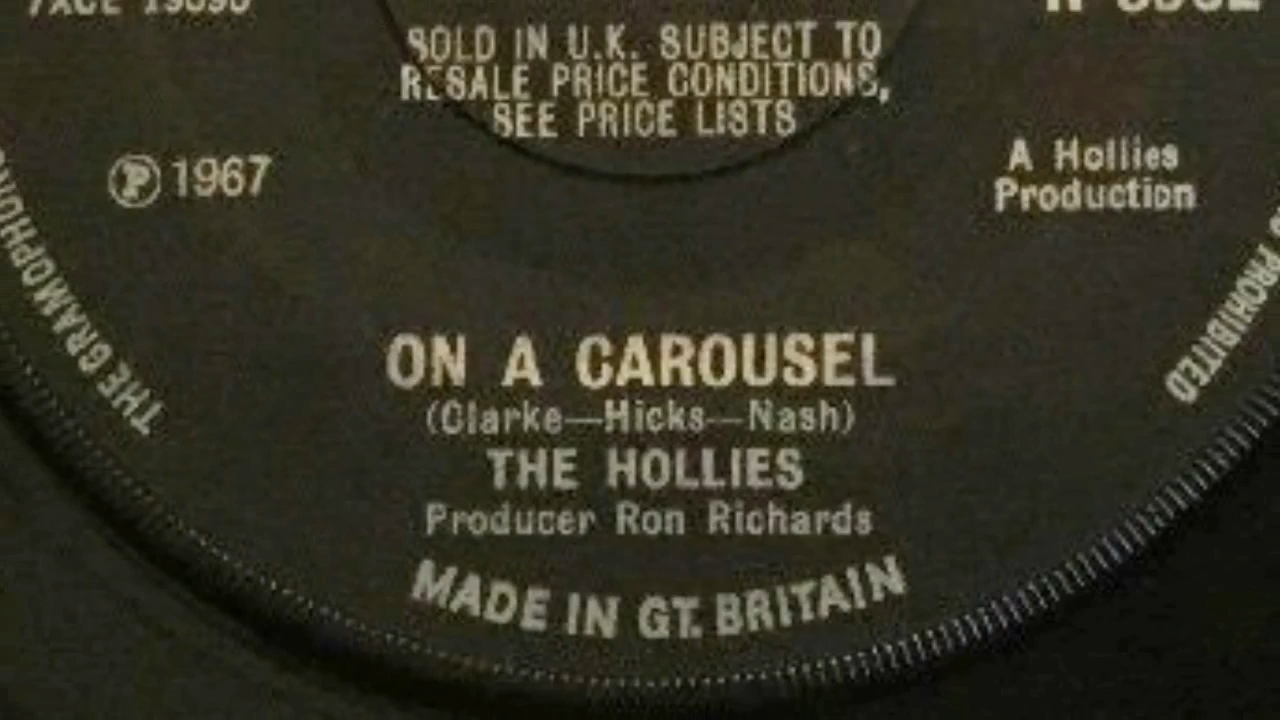 SOLD IN U.K. SUBJECT TO
RESALE PRICE CONDITIONS,
SEE PRICE LISTS
Ⓟ 1967
A Hollies
Production
THE GRAMOPHONE
PROHIBITED
ON A CAROUSEL
(Clarke—Hicks—Nash)
THE HOLLIES
Producer Ron Richards
MADE IN GT. BRITAIN